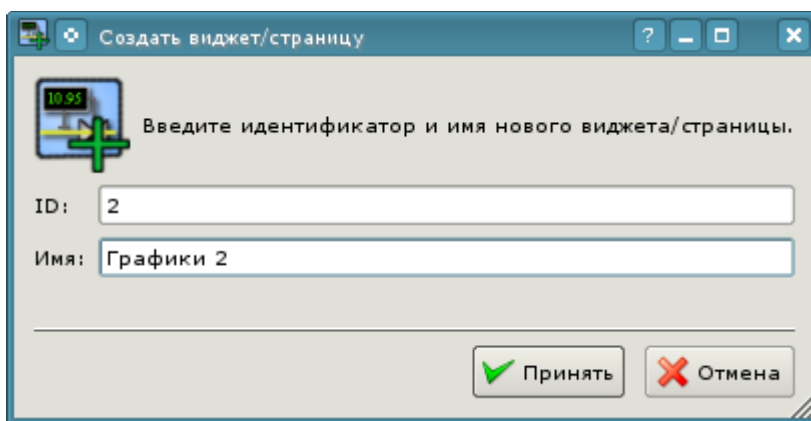 Создать виджет/страницу
?
10.95
Введите идентификатор и имя нового виджета/страницы.
ID: 2
Имя: Графики 2
Принять Отмена